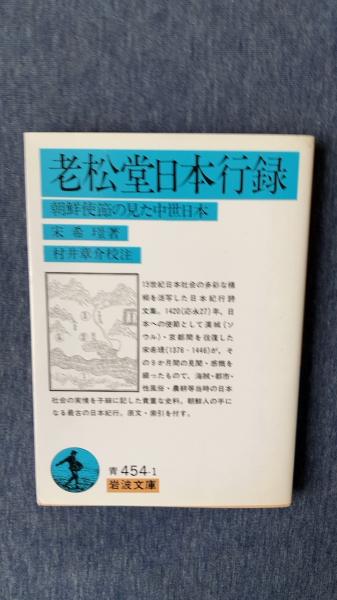 老松堂日本行録
朝鮮使節の見た中世日本
宋希璟著
村井章介校注
15世紀日本社会の多彩な様
相を活写した日本紀行詩
文集。1420(応永27)年、日
本への使節として漢城(ソ
ウル)・京都間を往復した
宋希璟(1376‐1446)が、そ
の9か月間の見聞・感慨を
綴ったもので、海賊・都市・
性風俗・農耕等当時の日本
社会の実情を子細に記した貴重な史料。朝鮮人の手に
なる最古の日本紀行。原文・索引を付す。
青 454-1
岩波文庫